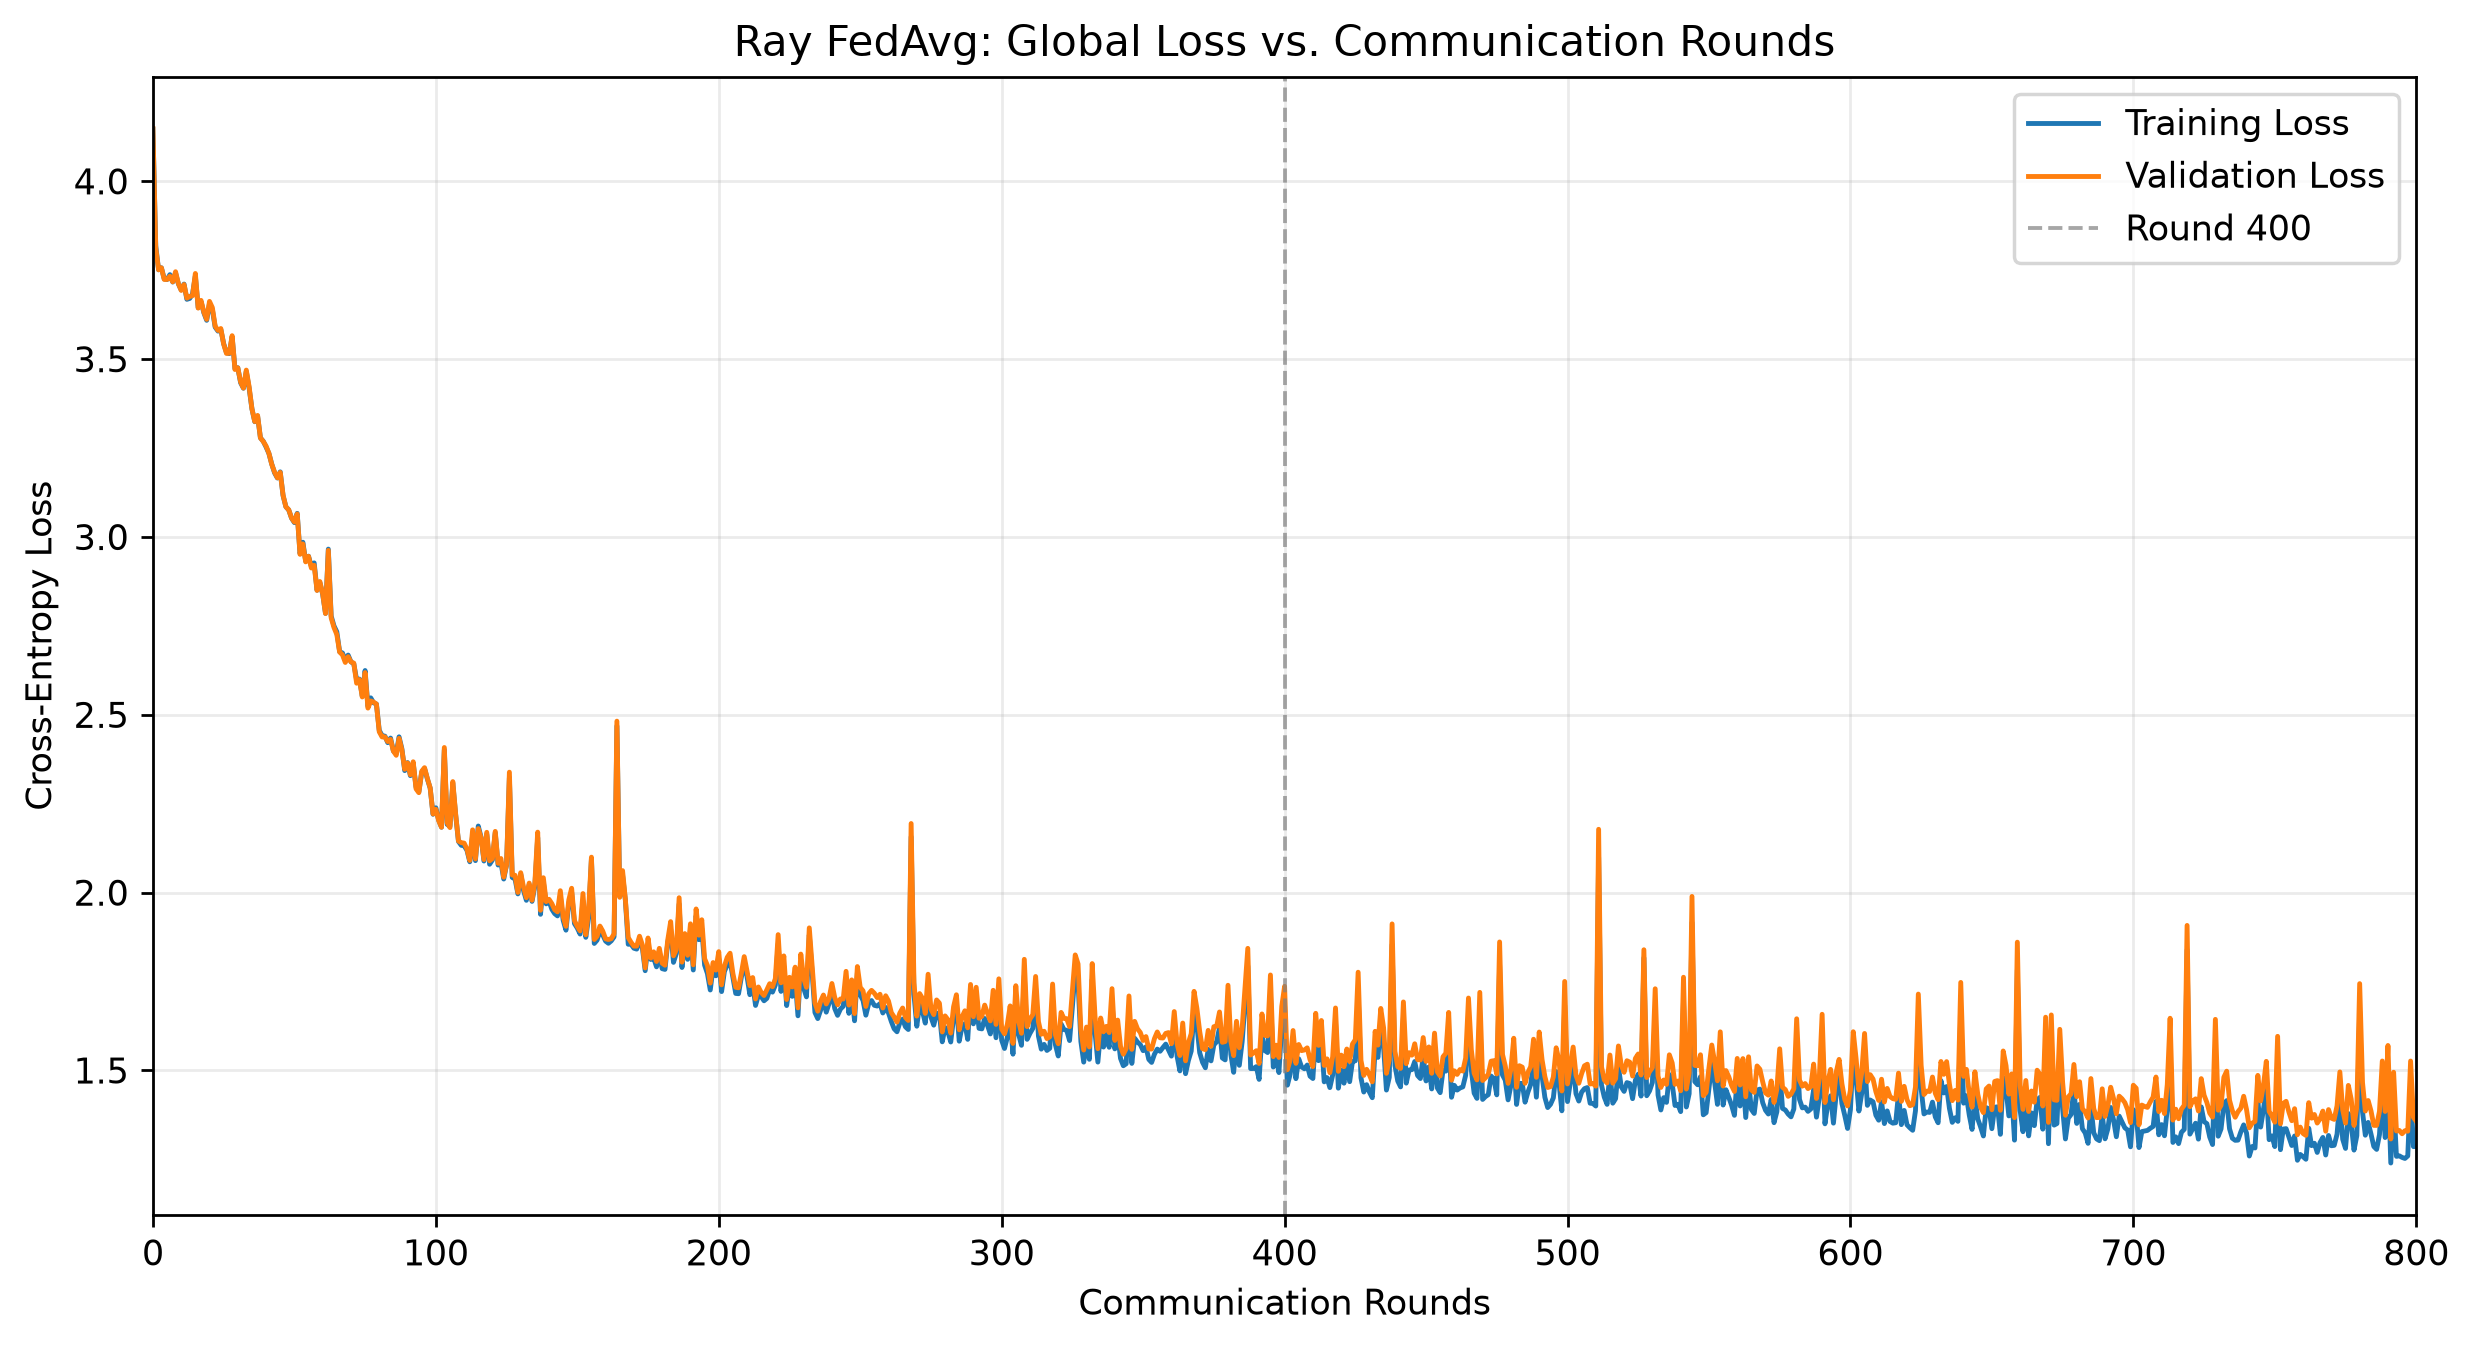 Ray FedAvg: Global Loss vs. Communication Rounds
Training Loss
Validation Loss
Round 400
Cross-Entropy Loss
4.0
3.5
3.0
2.5
2.0
1.5
0 100 200 300 400 500 600 700 800
Communication Rounds